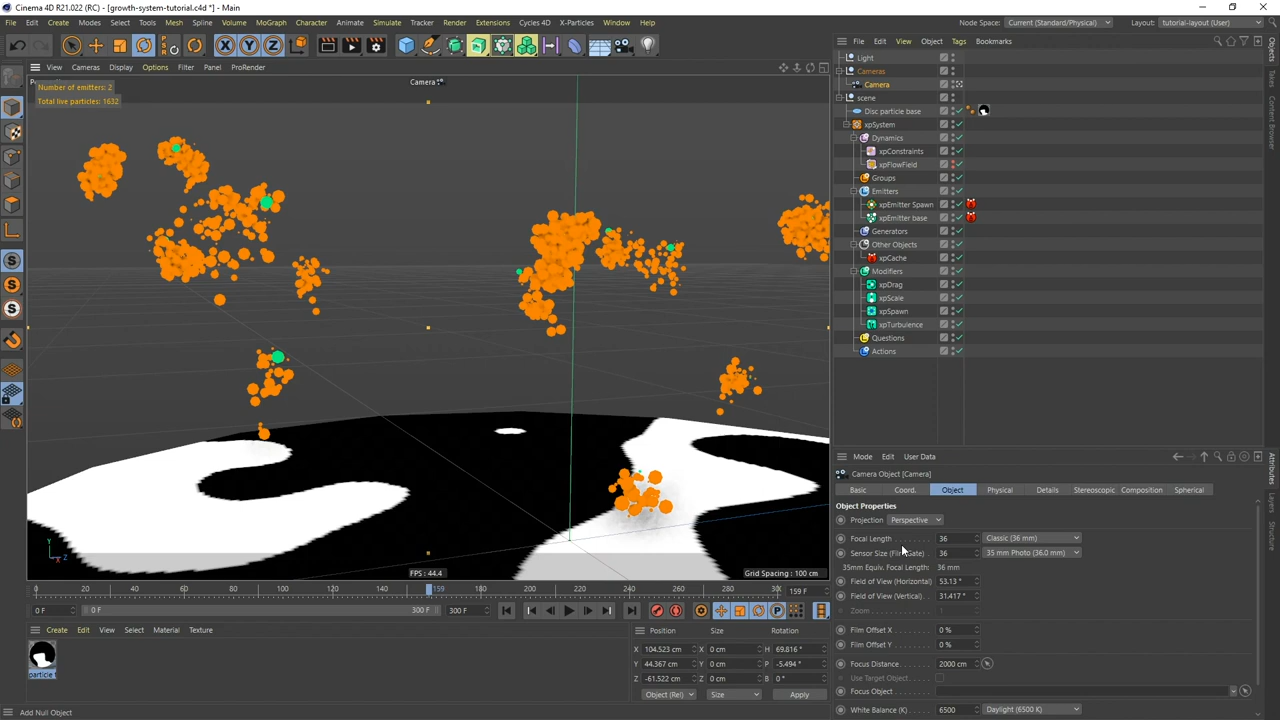 Cinema 4D R21.022 (RC) - [growth-system-tutorial.c4d *] - Main
File Edit Create Modes Select Tools Mesh Spline Volume MoGraph Character Animate Simulate Tracker Render Extensions Cycles 4D X-Particles Window Help
Node Space: Current (Standard/Physical) Layout: tutorial-layout (User)
File Edit View Object Tags Bookmarks
View Cameras Display Options Filter Panel ProRender
Camera
Number of emitters: 2
Total live particles: 1632
Light
Cameras
Camera
scene
Disc particle base
xpSystem
Dynamics
xpConstraints
xpFlowField
Groups
Emitters
xpEmitter Spawn
xpEmitter base
Generators
Other Objects
xpCache
Modifiers
xpDrag
xpScale
xpSpawn
xpTurbulence
Questions
Actions
Objects
Takes
Content Browser
Y
X
Z
FPS : 44.4
Grid Spacing : 100 cm
Mode Edit User Data
Camera Object [Camera]
Basic Coord. Object Physical Details Stereoscopic Composition Spherical
Object Properties
Projection Perspective
Focal Length 36 Classic (36 mm)
Sensor Size (Film Gate) 36 35 mm Photo (36.0 mm)
35mm Equiv. Focal Length: 36 mm
Field of View (Horizontal) 53.13 °
Field of View (Vertical) 31.417 °
Zoom 1
Film Offset X 0 %
Film Offset Y 0 %
Focus Distance 2000 cm
Use Target Object
Focus Object
White Balance (K) 6500 Daylight (6500 K)
Attributes
Layers
Structure
0 20 40 60 80 100 120 140 159 180 200 220 240 260 280 30 159 F
0 F 0 F 300 F 300 F
Create Edit View Select Material Texture
particle t
Position Size Rotation
X 104.523 cm X 0 cm H 69.816 °
Y 44.367 cm Y 0 cm P -5.494 °
Z -61.522 cm Z 0 cm B 0 °
Object (Rel) Size Apply
Add Null Object